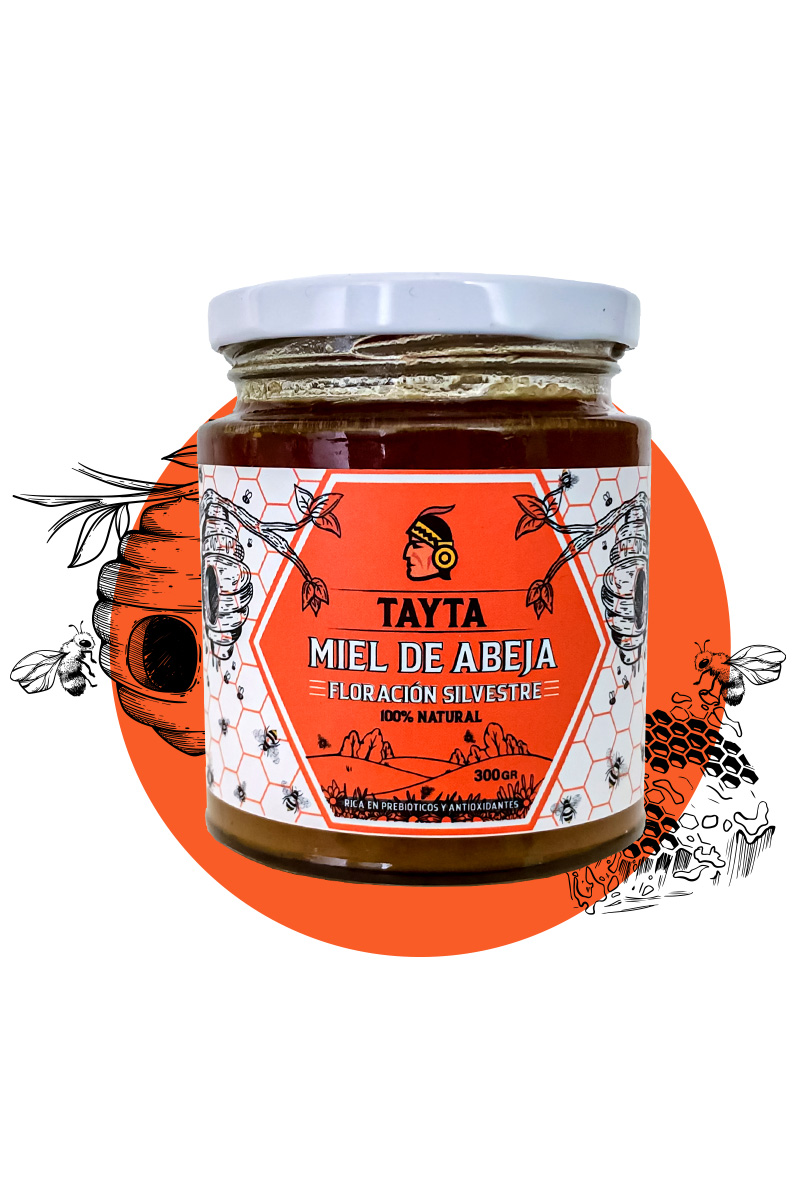 TAYTA
MIEL DE ABEJA
FLORACIÓN SILVESTRE
100% NATURAL
300GR
RICA EN PREBIOTICOS Y ANTIOXIDANTES